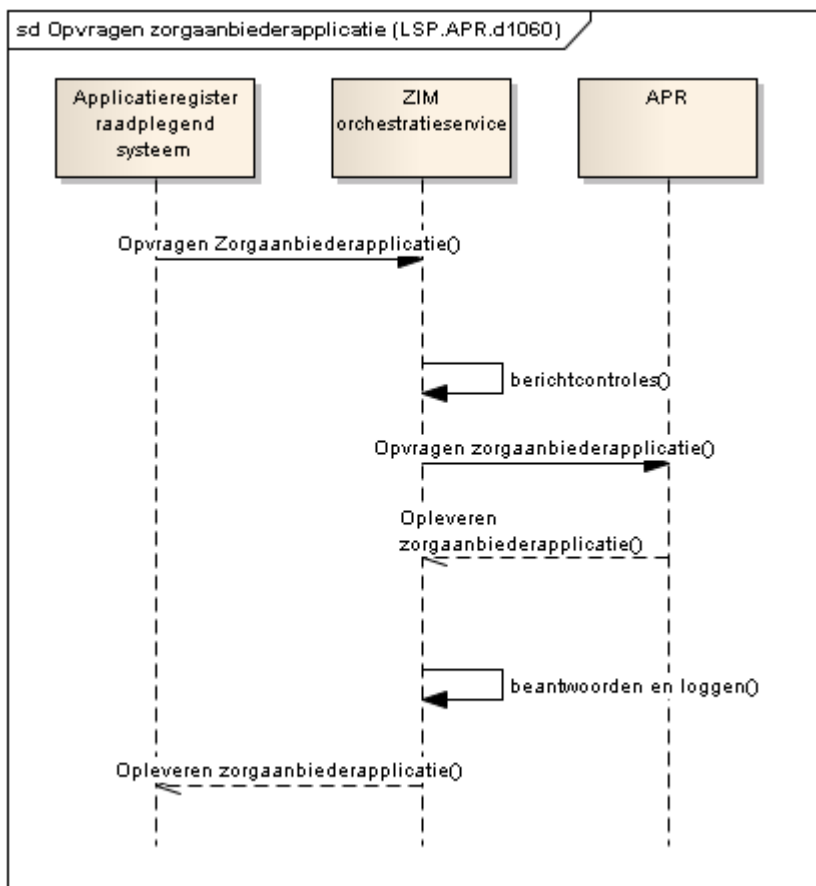 sd Opvragen zorgaanbiederapplicatie (LSP.APR.d1060)
Applicatieregister
raadplegend
systeem
ZIM
orchestratieservice
APR
Opvragen Zorgaanbiederapplicatie()
berichtcontroles()
Opvragen zorgaanbiederapplicatie()
Opleveren
zorgaanbiederapplicatie()
beantwoorden en loggen()
Opleveren zorgaanbiederapplicatie()